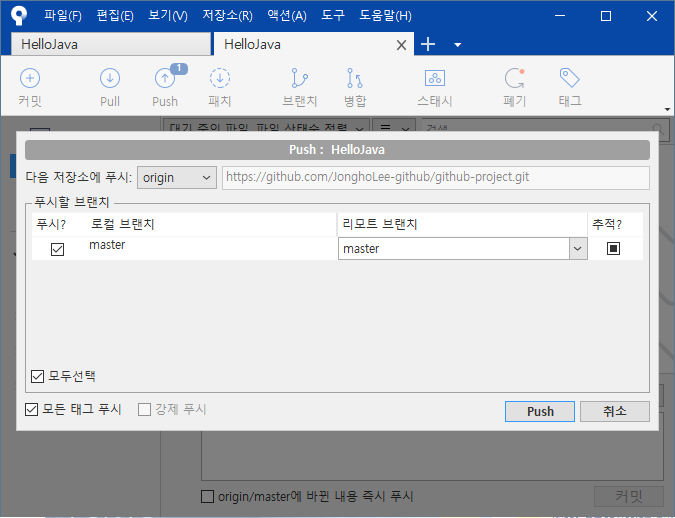 파일(F) 편집(E) 보기(V) 저장소(R) 액션(A) 도구 도움말(H)
HelloJava HelloJava
1
커밋 Pull Push 패치 브랜치 병합 스태시 폐기 태그
대기 중인 파일, 파일 상태순 정렬 검색
Push : HelloJava
다음 저장소에 푸시: origin https://github.com/JonghoLee-github/github-project.git
푸시할 브랜치
푸시? 로컬 브랜치 리모트 브랜치 추적?
master master
모두선택
모든 태그 푸시 강제 푸시 Push 취소
origin/master에 바뀐 내용 즉시 푸시 커밋